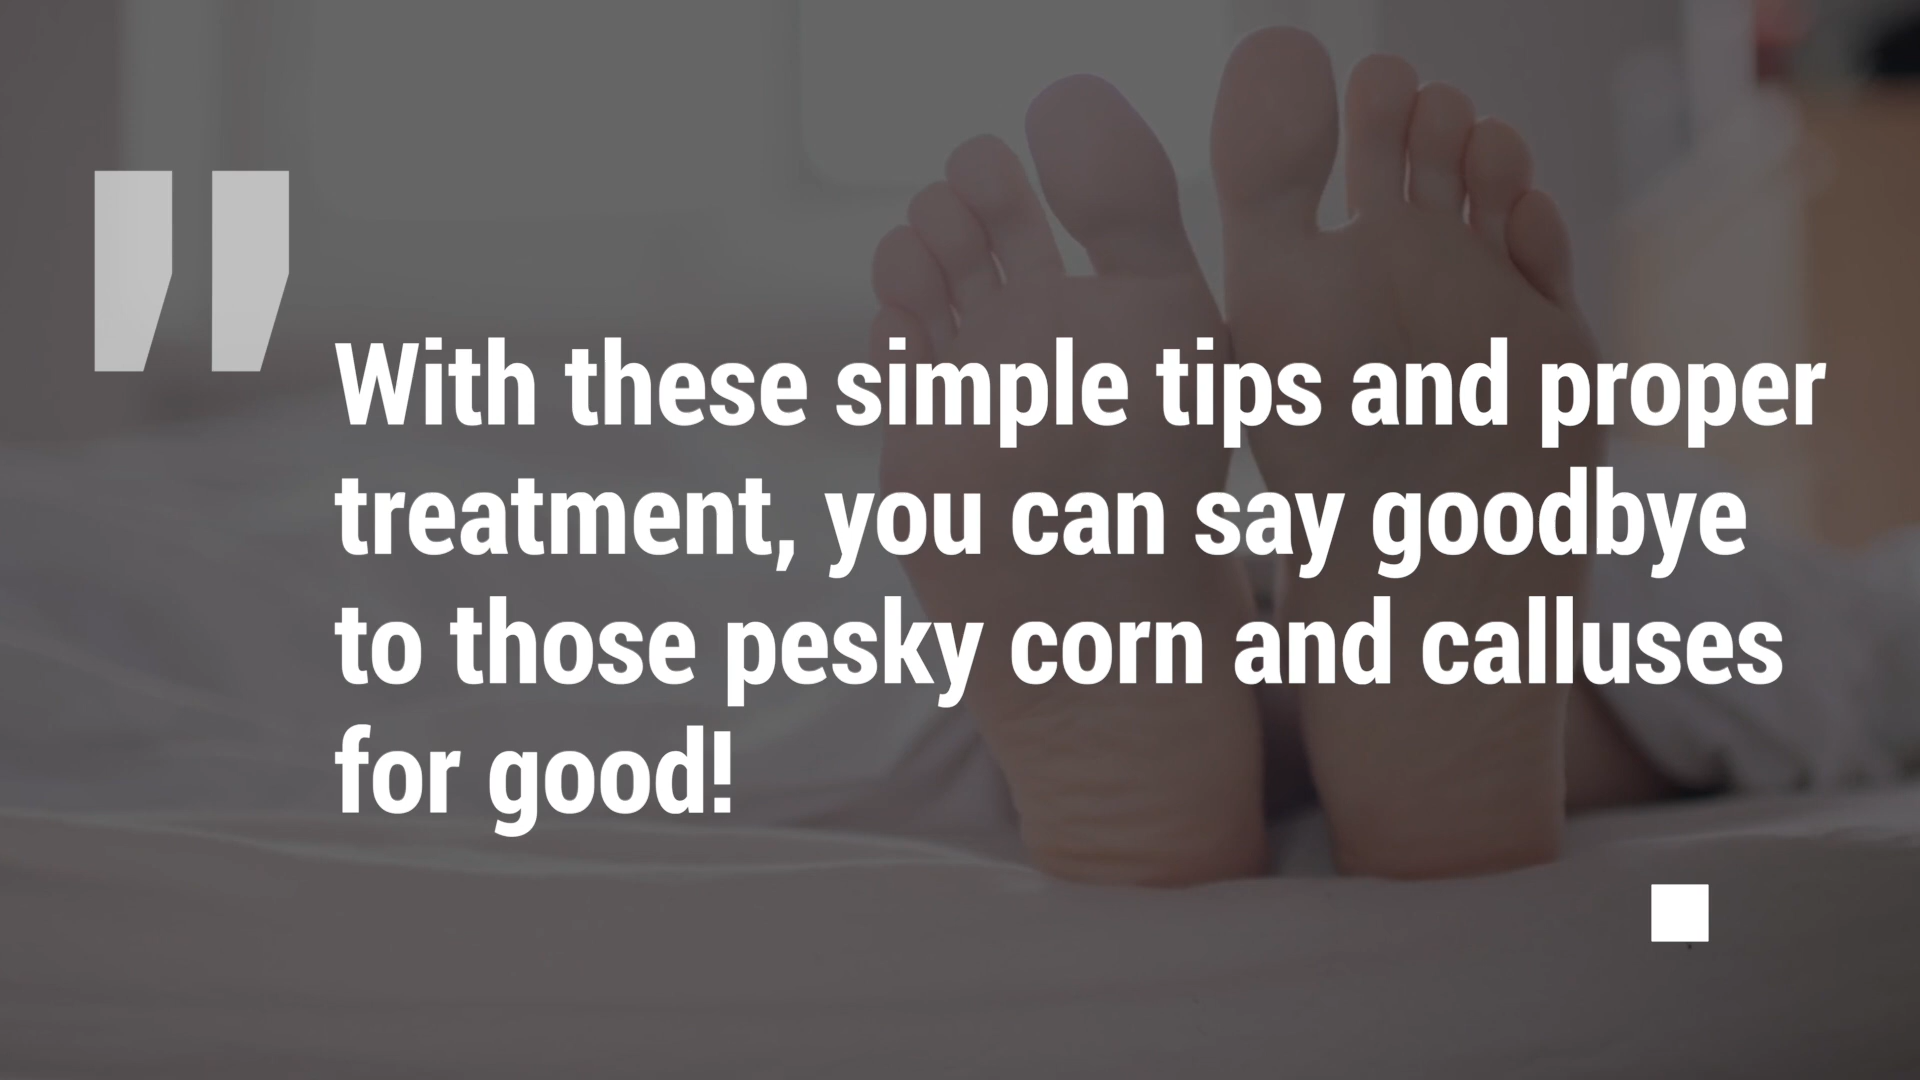 "
With these simple tips and proper
treatment, you can say goodbye
to those pesky corn and calluses
for good!